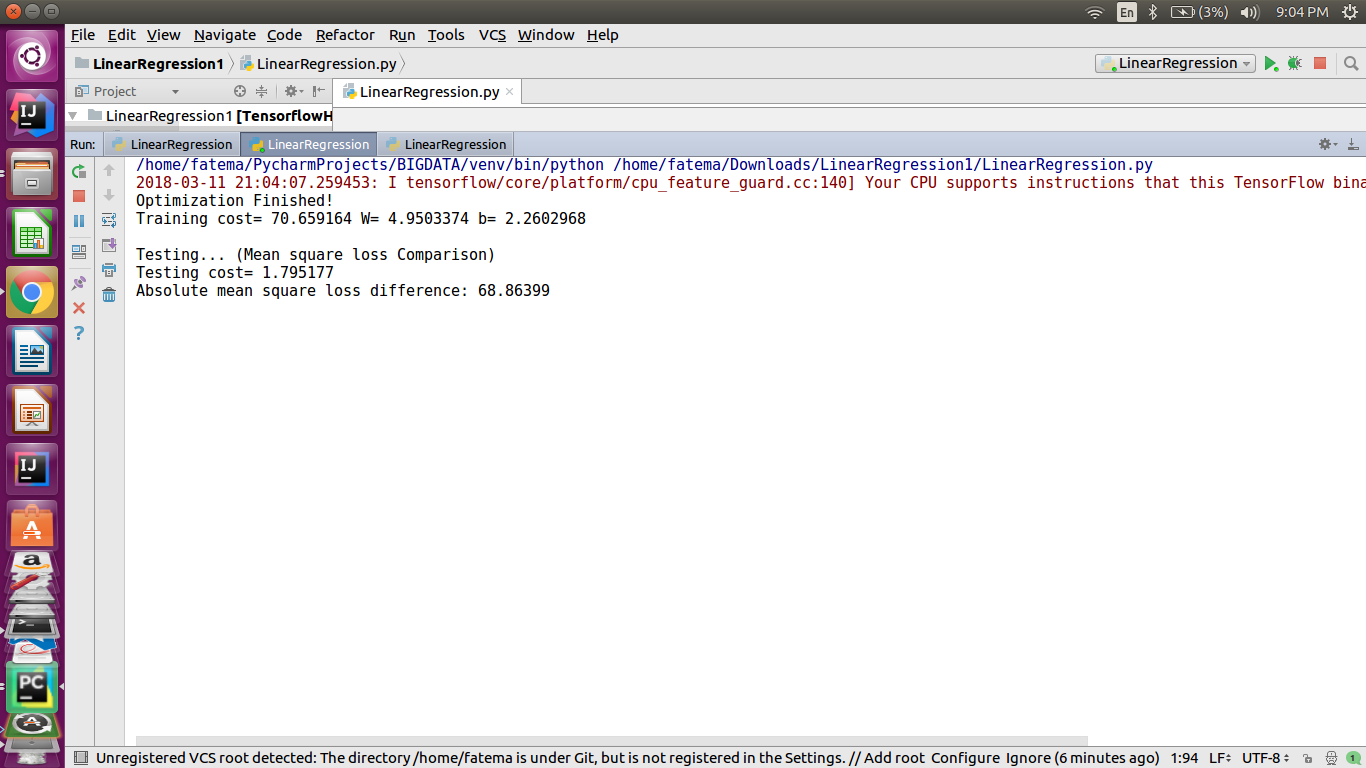 En (3%) 9:04 PM
File Edit View Navigate Code Refactor Run Tools VCS Window Help
LinearRegression1 LinearRegression.py LinearRegression
Project LinearRegression.py
LinearRegression1 [TensorflowH
Run: LinearRegression LinearRegression LinearRegression
/home/fatema/PycharmProjects/BIGDATA/venv/bin/python /home/fatema/Downloads/LinearRegression1/LinearRegression.py
2018-03-11 21:04:07.259453: I tensorflow/core/platform/cpu_feature_guard.cc:140] Your CPU supports instructions that this TensorFlow bina
Optimization Finished!
Training cost= 70.659164 W= 4.9503374 b= 2.2602968
Testing... (Mean square loss Comparison)
Testing cost= 1.795177
Absolute mean square loss difference: 68.86399
IJ
IJ
A
a
PC
A
Unregistered VCS root detected: The directory /home/fatema is under Git, but is not registered in the Settings. // Add root Configure Ignore (6 minutes ago) 1:94 LF UTF-8 1